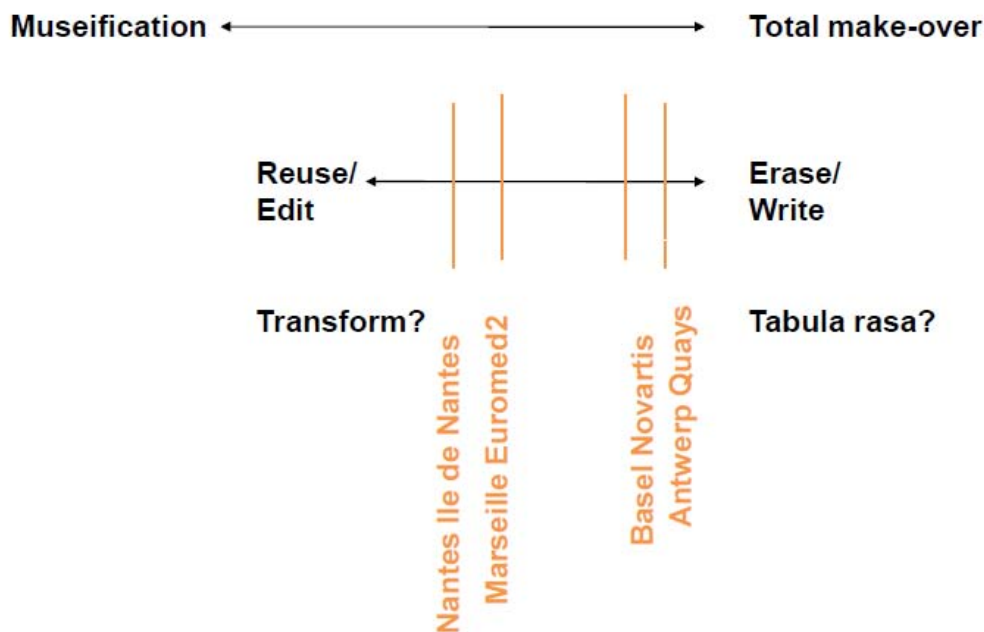 Museification
Total make-over
Reuse/
Edit
Erase/
Write
Transform?
Tabula rasa?
Nantes Ile de Nantes
Marseille Euromed2
Basel Novartis
Antwerp Quays